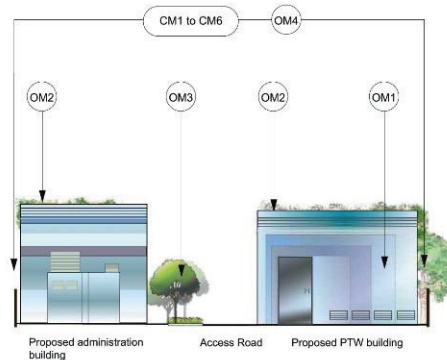 CM1 to CM6
OM4
OM2
OM3
OM2
OM1
Proposed administration
building
Access Road
Proposed PTW building